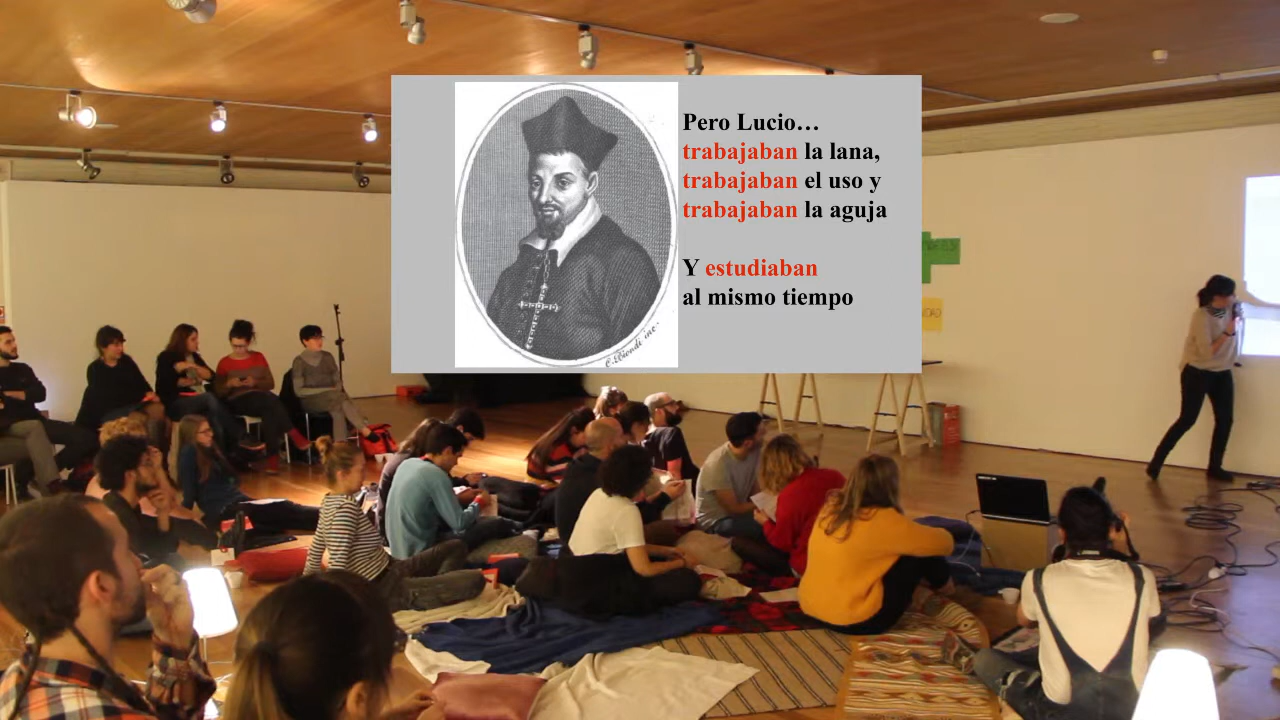 Pero Lucio…
trabajaban la lana,
trabajaban el uso y
trabajaban la aguja
Y estudiaban
al mismo tiempo